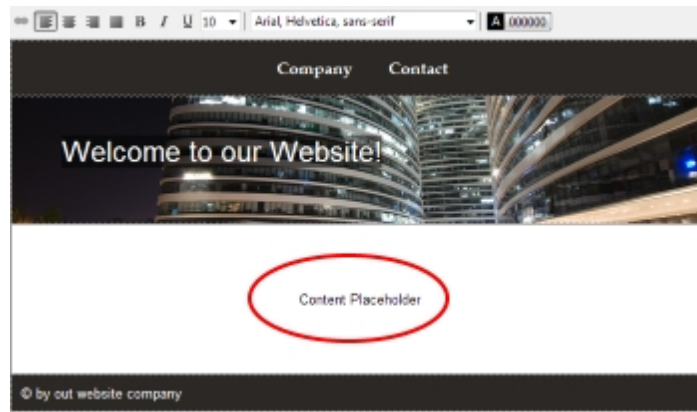 B I U 10 Arial, Helvetica, sans-serif A 000000
Company Contact
Welcome to our Website!
Content Placeholder
© by out website company